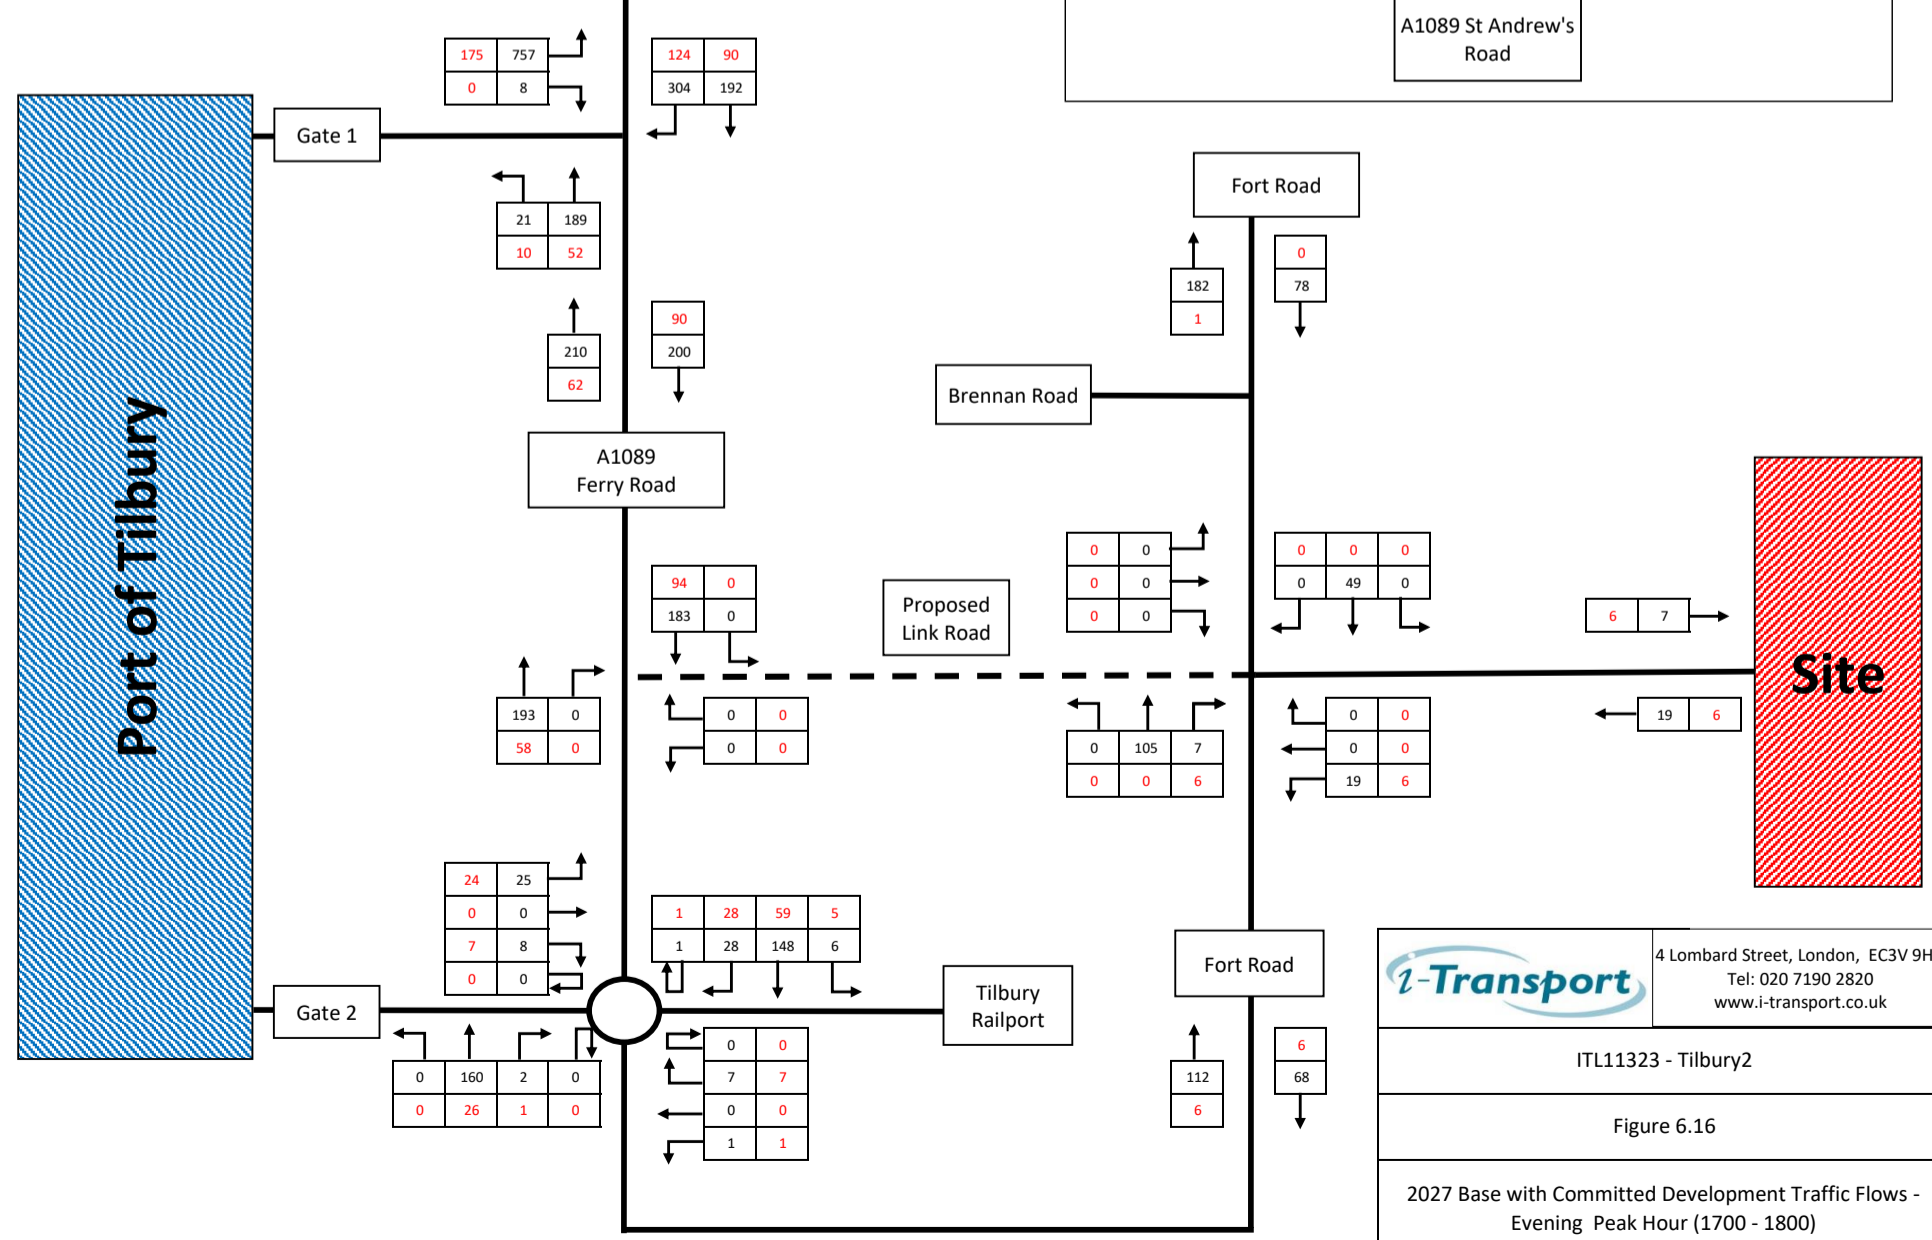 A1089 St Andrew's
Road
175 757
0 8
124 90
304 192
Gate 1
21 189
10 52
Fort Road
182
1
0
78
210
62
90
200
Brennan Road
A1089
Ferry Road
Port of Tilbury
94 0
183 0
Proposed
Link Road
0 0
0 0
0 0
0 0 0
0 49 0
6 7
Site
193 0
58 0
0 0
0 0
0 105 7
0 0 6
0 0
0 0
19 6
19 6
24 25
0 0
7 8
0 0
1 28 59 5
1 28 148 6
Gate 2
Tilbury
Railport
Fort Road
0 160 2 0
0 26 1 0
0 0
7 7
0 0
1 1
112
6
6
68
i-Transport
4 Lombard Street, London, EC3V 9H
Tel: 020 7190 2820
www.i-transport.co.uk
ITL11323 - Tilbury2
Figure 6.16
2027 Base with Committed Development Traffic Flows -
Evening Peak Hour (1700 - 1800)